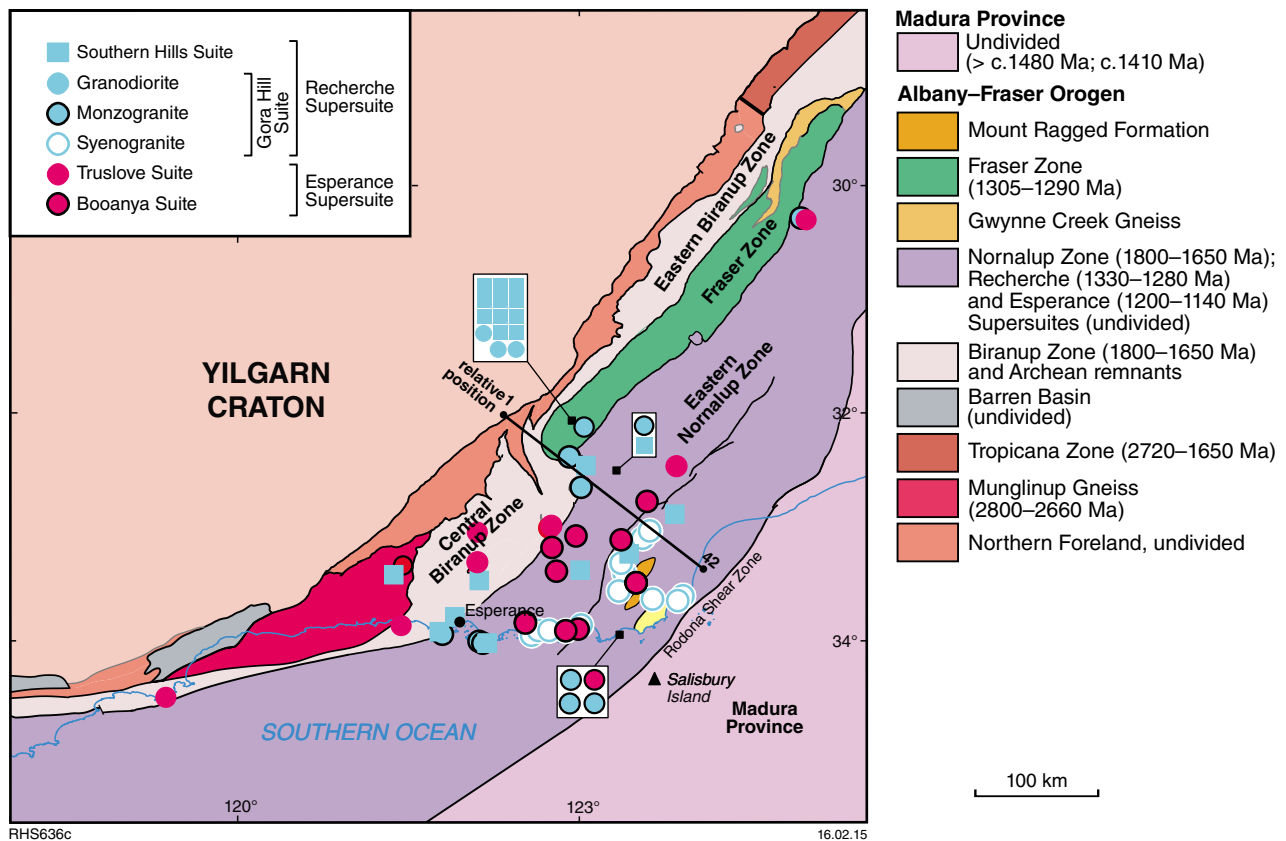 Southern Hills Suite
Granodiorite
Monzogranite
Syenogranite
Truslove Suite
Booanya Suite
Gora Hill
Suite
Recherche
Supersuite
Esperance
Supersuite
YILGARN
CRATON
relative1
position
Eastern Biranup Zone
Fraser Zone
Eastern
Nornalup Zone
Central
Biranup Zone
42
Rodona Shear Zone
Esperance
Salisbury
Island
Madura
Province
SOUTHERN OCEAN
30°
32°
34°
120°
123°
RHS636c
16.02.15
Madura Province
Undivided
(> c.1480 Ma; c.1410 Ma)
Albany–Fraser Orogen
Mount Ragged Formation
Fraser Zone
(1305–1290 Ma)
Gwynne Creek Gneiss
Nornalup Zone (1800–1650 Ma);
Recherche (1330–1280 Ma)
and Esperance (1200–1140 Ma)
Supersuites (undivided)
Biranup Zone (1800–1650 Ma)
and Archean remnants
Barren Basin
(undivided)
Tropicana Zone (2720–1650 Ma)
Munglinup Gneiss
(2800–2660 Ma)
Northern Foreland, undivided
100 km